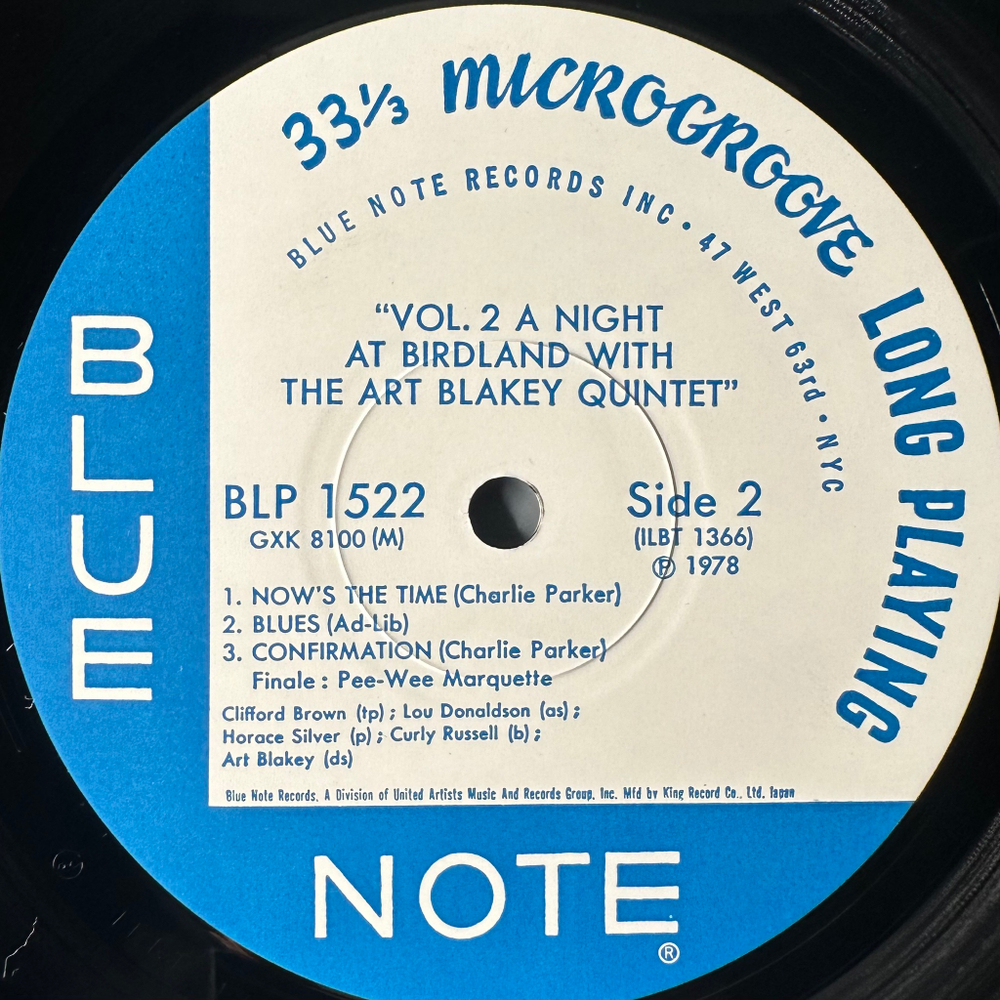 33⅓ MICROGROOVE LONG PLAYING
BLUE NOTE RECORDS INC • 47 WEST 63rd • NYC
"VOL. 2 A NIGHT
AT BIRDLAND WITH
THE ART BLAKEY QUINTET"
BLP 1522
GXK 8100 (M)
Side 2
(ILBT 1366)
Ⓟ 1978
1. NOW'S THE TIME (Charlie Parker)
2. BLUES (Ad-Lib)
3. CONFIRMATION (Charlie Parker)
Finale : Pee-Wee Marquette
Clifford Brown (tp) ; Lou Donaldson (as) ;
Horace Silver (p) ; Curly Russell (b) ;
Art Blakey (ds)
Blue Note Records, A Division of United Artists Music And Records Group, Inc. Mfd by King Record Co., Ltd. Japan
BLUE
NOTE
®